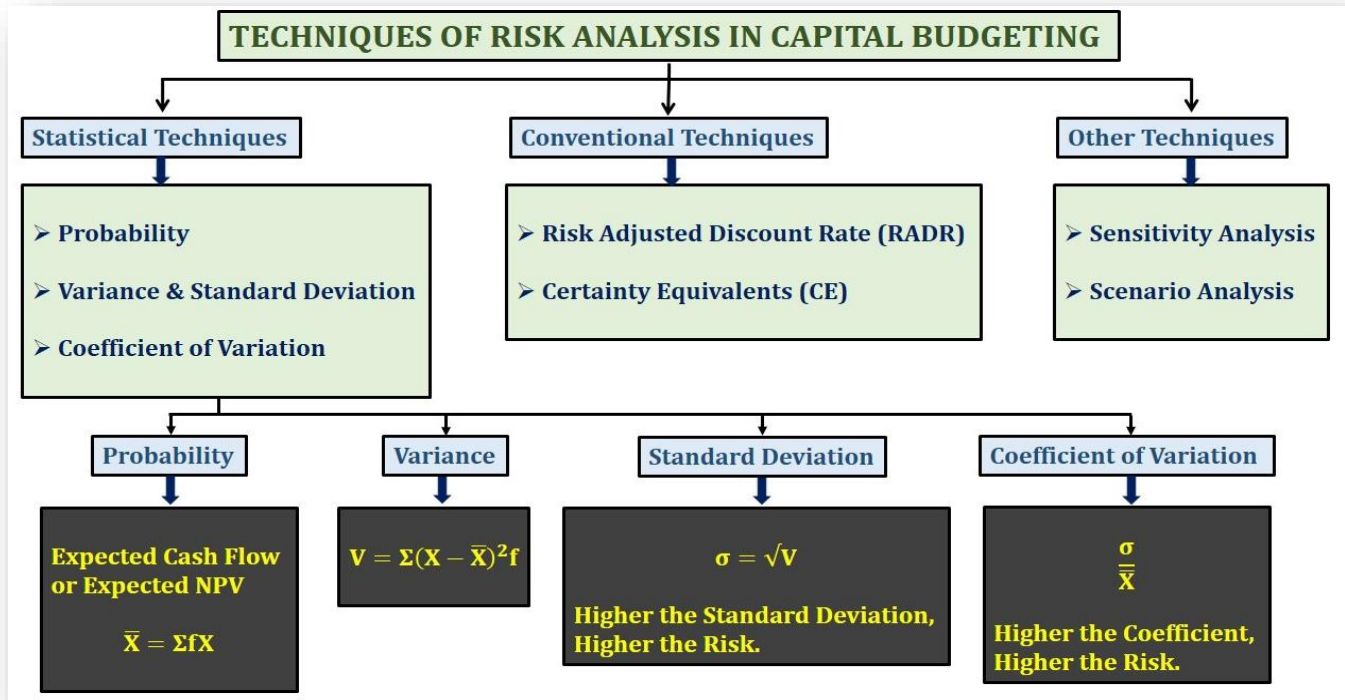 TECHNIQUES OF RISK ANALYSIS IN CAPITAL BUDGETING
Statistical Techniques
Conventional Techniques
Other Techniques
➢ Probability
➢ Variance & Standard Deviation
➢ Coefficient of Variation
➢ Risk Adjusted Discount Rate (RADR)
➢ Certainty Equivalents (CE)
➢ Sensitivity Analysis
➢ Scenario Analysis
Probability
Variance
Standard Deviation
Coefficient of Variation
Expected Cash Flow
or Expected NPV
X̅ = ΣfX
V = Σ(X − X̅)²f
σ = √V
Higher the Standard Deviation,
Higher the Risk.
σ
X̅
Higher the Coefficient,
Higher the Risk.